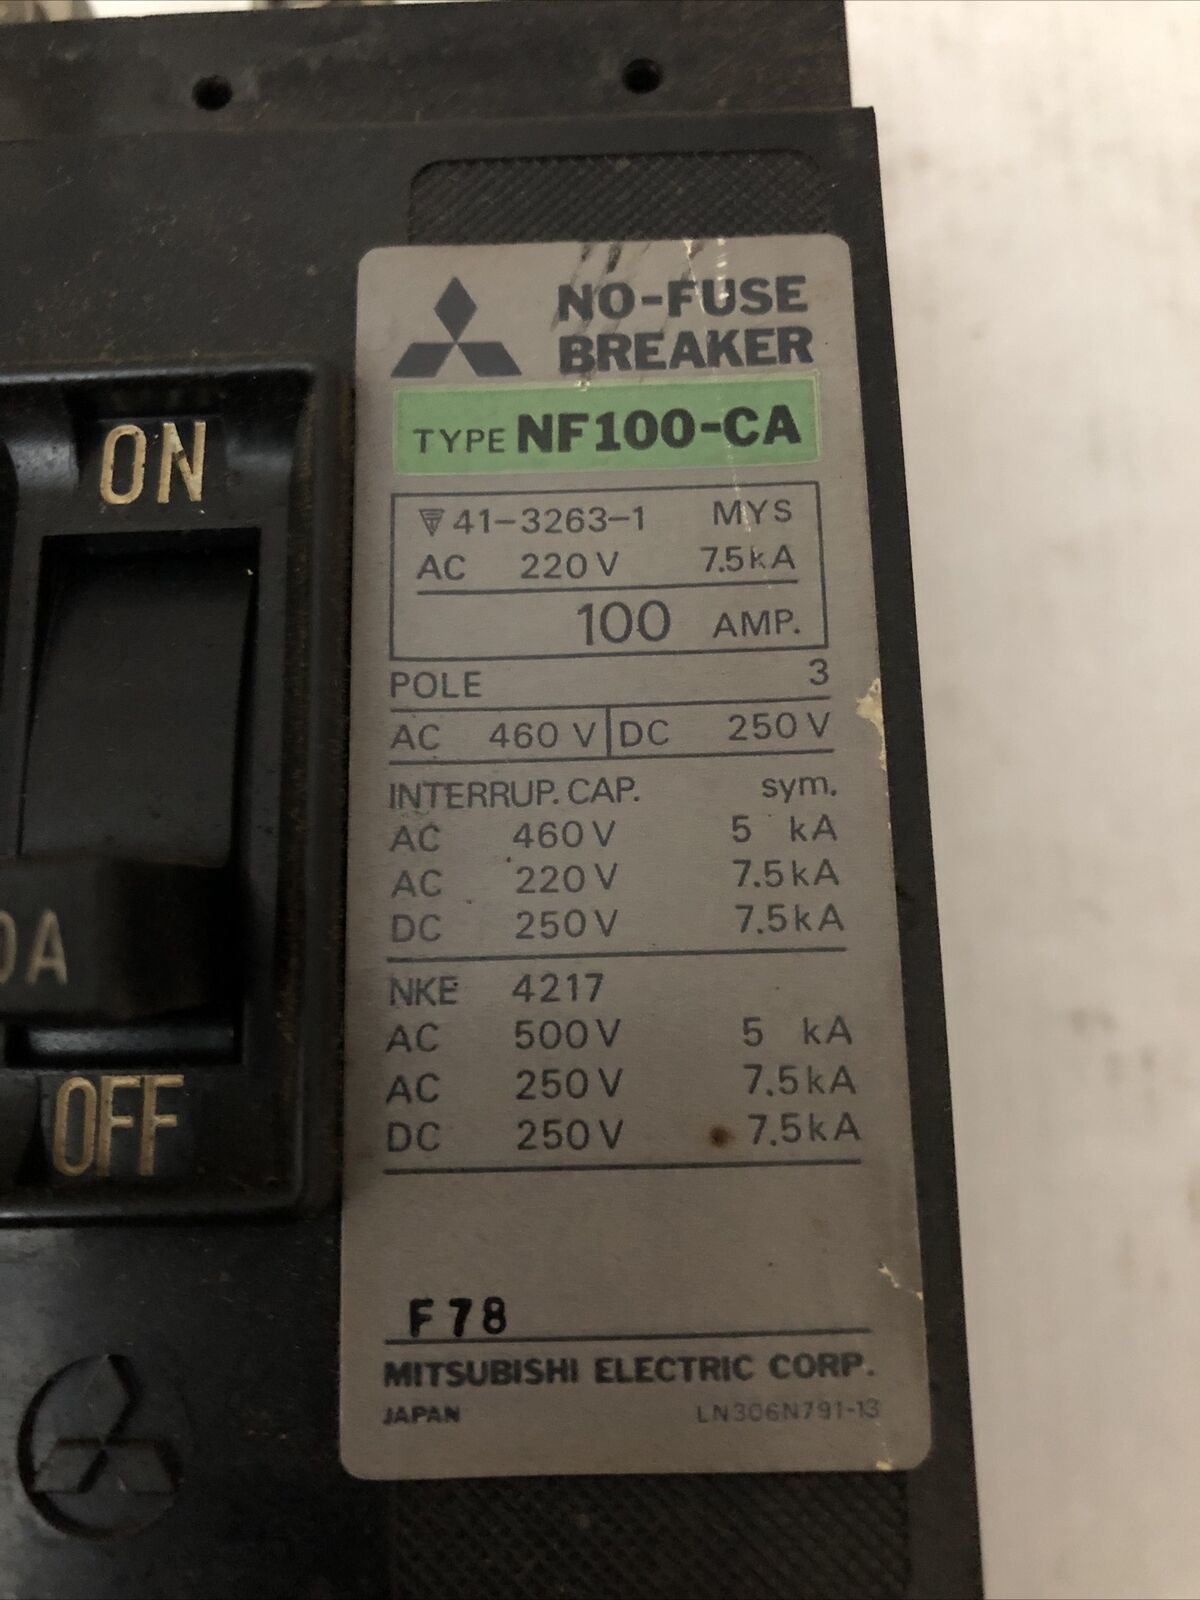 NO-FUSE
BREAKER
TYPE NF100-CA
ON
41-3263-1 MYS
AC 220V 7.5kA
100 AMP.
POLE 3
AC 460 V DC 250V
INTERRUP. CAP. sym.
AC 460V 5 kA
AC 220V 7.5kA
DC 250V 7.5kA
0A
NKE 4217
AC 500V 5 kA
AC 250V 7.5kA
DC 250V 7.5kA
OFF
F78
MITSUBISHI ELECTRIC CORP.
JAPAN LN306N791-13